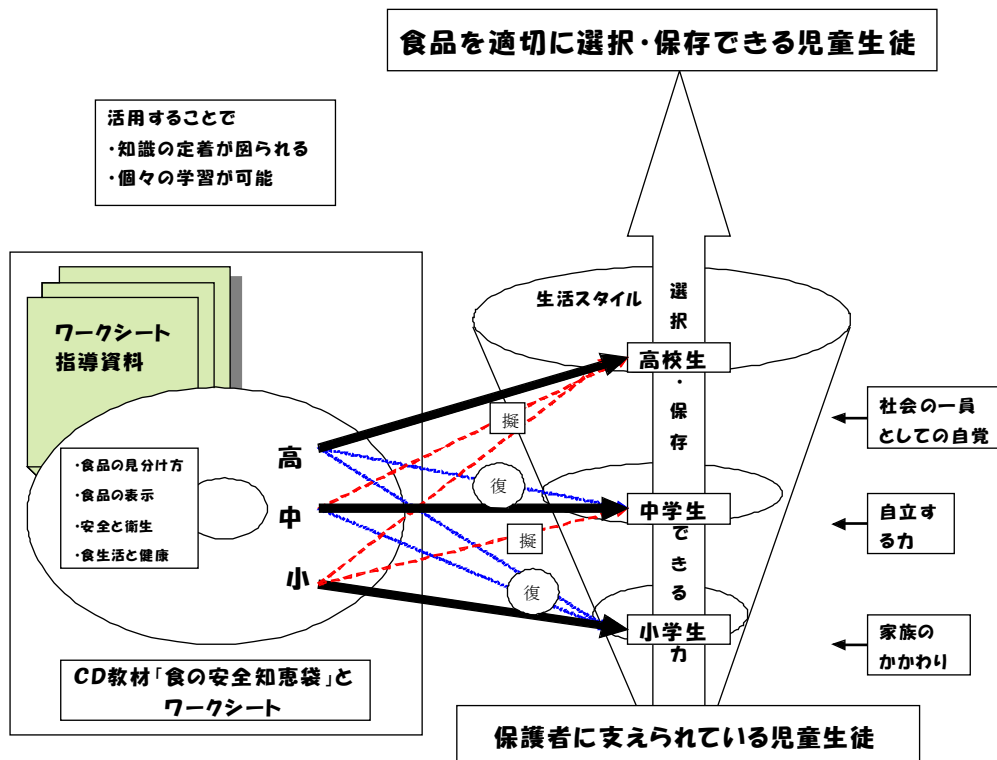 食品を適切に選択・保存できる児童生徒
活用することで
・知識の定着が図られる
・個々の学習が可能
ワークシート
指導資料
・食品の見分け方
・食品の表示
・安全と衛生
・食生活と健康
高
中
小
CD教材「食の安全知恵袋」と
ワークシート
擬
復
擬
復
生活スタイル
選択・保存できる力
高校生
中学生
小学生
社会の一員
としての自覚
自立す
る力
家族の
かかわり
保護者に支えられている児童生徒